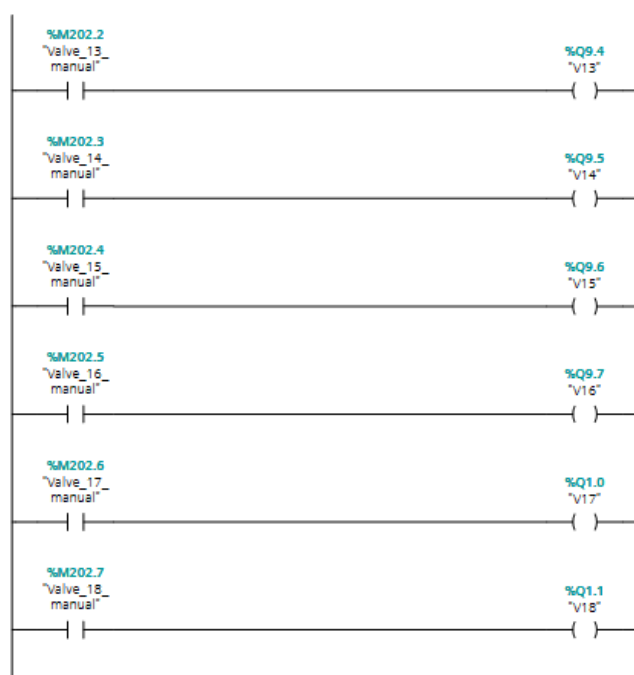 %M202.2
"Valve_13_
manual"
%Q9.4
"V13"
%M202.3
"Valve_14_
manual"
%Q9.5
"V14"
%M202.4
"Valve_15_
manual"
%Q9.6
"V15"
%M202.5
"Valve_16_
manual"
%Q9.7
"V16"
%M202.6
"Valve_17_
manual"
%Q1.0
"V17"
%M202.7
"Valve_18_
manual"
%Q1.1
"V18"